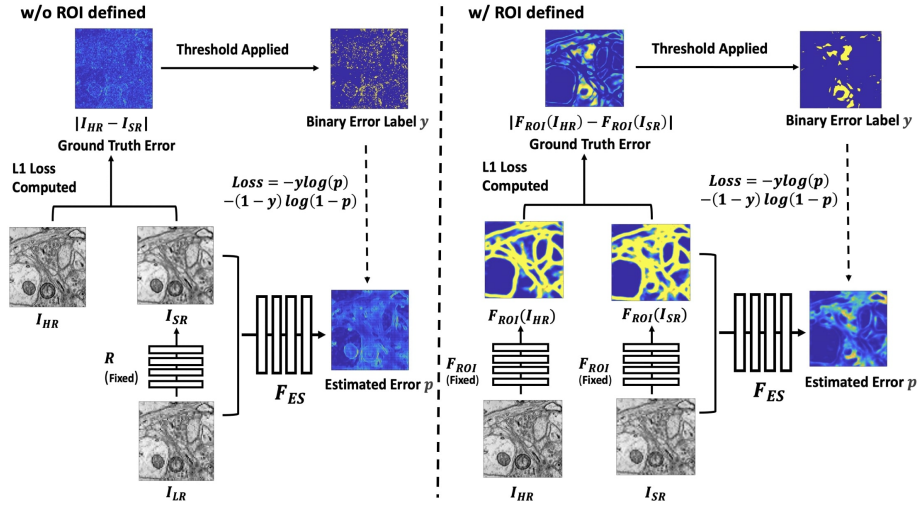 w/o ROI defined
Threshold Applied
|I_HR − I_SR|
Ground Truth Error
Binary Error Label y
L1 Loss
Computed
Loss = −ylog(p)
−(1 − y) log(1 − p)
I_HR
I_SR
R
(Fixed)
F_ES
Estimated Error p
I_LR
w/ ROI defined
Threshold Applied
|F_ROI(I_HR) − F_ROI(I_SR)|
Ground Truth Error
Binary Error Label y
L1 Loss
Computed
Loss = −ylog(p)
−(1 − y) log(1 − p)
F_ROI(I_HR)
F_ROI(I_SR)
F_ROI
(Fixed)
F_ROI
(Fixed)
F_ES
Estimated Error p
I_HR
I_SR